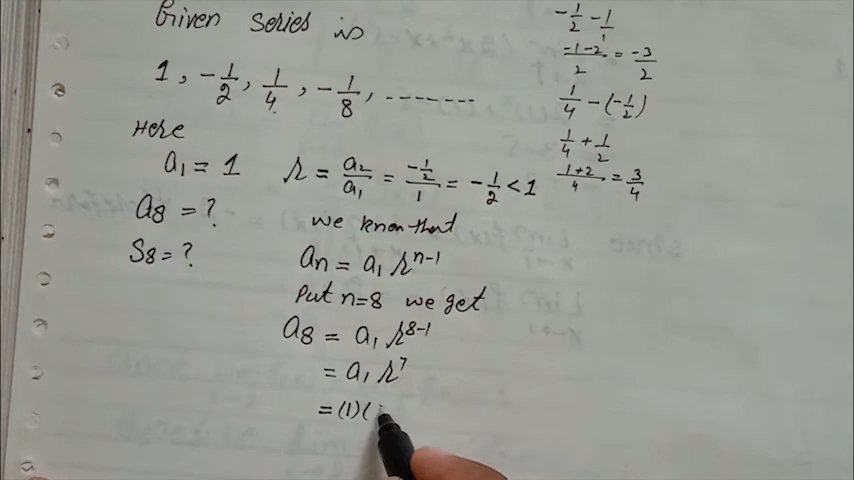 Given series is
1, -1/2, 1/4, -1/8, --------
Here
a₁ = 1    r = a₂/a₁ = (-1/2)/1 = -1/2 < 1
a₈ = ?    we know that
S₈ = ?    aₙ = a₁ rⁿ⁻¹
Put n=8 we get
a₈ = a₁ r⁸⁻¹
= a₁ r⁷
= (1)(
-1/2 - 1/1
(-1-2)/2 = -3/2
1/4 - (-1/2)
1/4 + 1/2
(1+2)/4 = 3/4